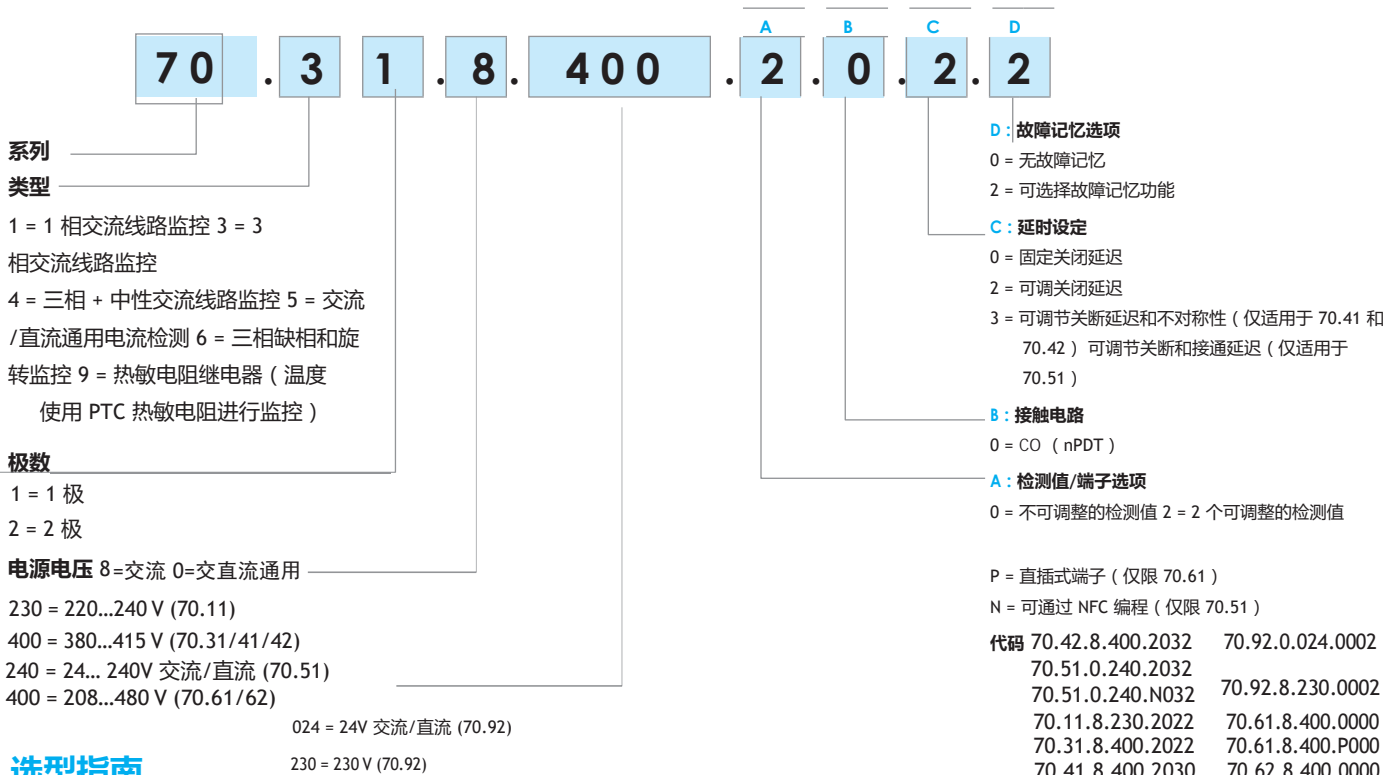 A B C D
70 . 3 1 . 8 . 400 . 2 . 0 . 2 . 2
系列
类型
1 = 1 相交流线路监控 3 = 3
相交流线路监控
4 = 三相 + 中性交流线路监控 5 = 交流
/直流通用电流检测 6 = 三相缺相和旋
转监控 9 = 热敏电阻继电器（温度
使用 PTC 热敏电阻进行监控）
极数
1 = 1 极
2 = 2 极
电源电压 8=交流 0=交直流通用
230 = 220...240 V (70.11)
400 = 380...415 V (70.31/41/42)
240 = 24... 240V 交流/直流 (70.51)
400 = 208...480 V (70.61/62)
024 = 24V 交流/直流 (70.92)
230 = 230 V (70.92)
选型指南
D：故障记忆选项
0 = 无故障记忆
2 = 可选择故障记忆功能
C：延时设定
0 = 固定关闭延迟
2 = 可调关闭延迟
3 = 可调节关断延迟和不对称性（仅适用于 70.41 和
70.42 ） 可调节关断和接通延迟（仅适用于
70.51）
B：接触电路
0 = CO （ nPDT ）
A：检测值/端子选项
0 = 不可调整的检测值 2 = 2 个可调整的检测值
P = 直插式端子（仅限 70.61）
N = 可通过 NFC 编程（仅限 70.51）
代码 70.42.8.400.2032 70.92.0.024.0002
70.51.0.240.2032
70.51.0.240.N032 70.92.8.230.0002
70.11.8.230.2022 70.61.8.400.0000
70.31.8.400.2022 70.61.8.400.P000
70.41.8.400.2030 70.62.8.400.0000